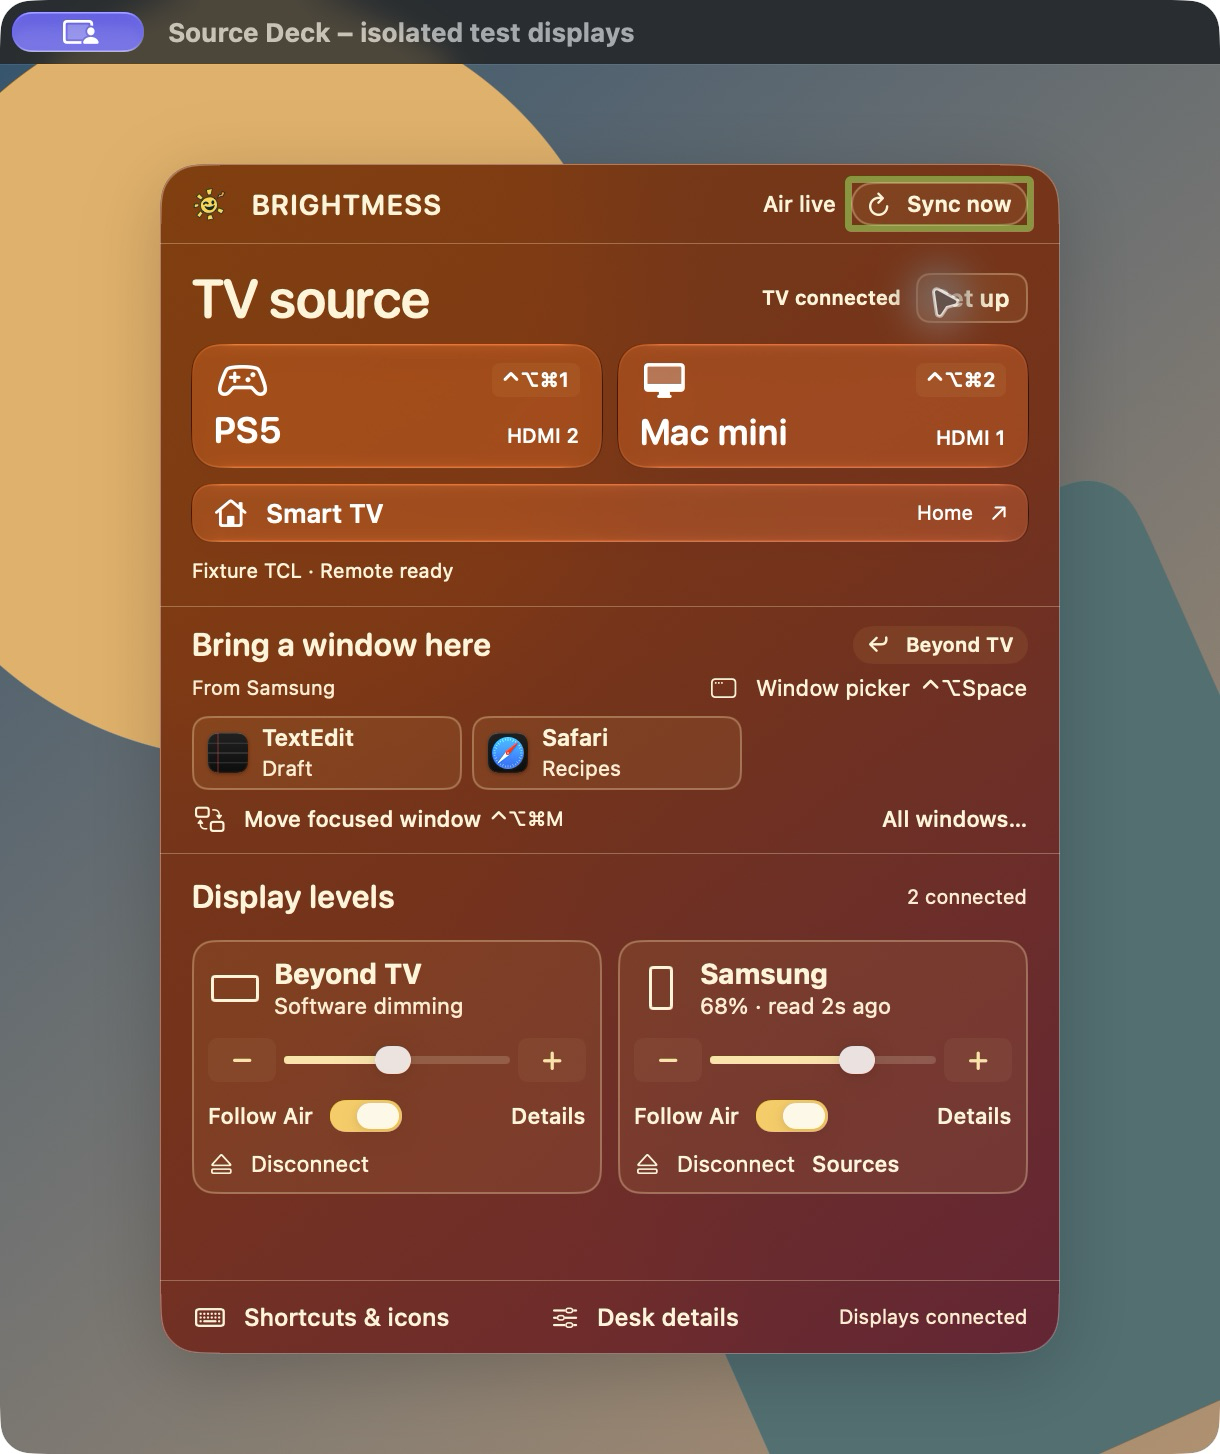 Source Deck – isolated test displays
BRIGHTMESS
Air live
Sync now
TV source
TV connected
up
PS5
⌃⌥⌘1
HDMI 2
Mac mini
⌃⌥⌘2
HDMI 1
Smart TV
Home ↗
Fixture TCL · Remote ready
Bring a window here
Beyond TV
From Samsung
Window picker ⌃⌥Space
TextEdit
Draft
Safari
Recipes
Move focused window ⌃⌥⌘M
All windows...
Display levels
2 connected
Beyond TV
Software dimming
Follow Air
Details
Disconnect
Samsung
68% · read 2s ago
Follow Air
Details
Disconnect
Sources
Shortcuts & icons
Desk details
Displays connected